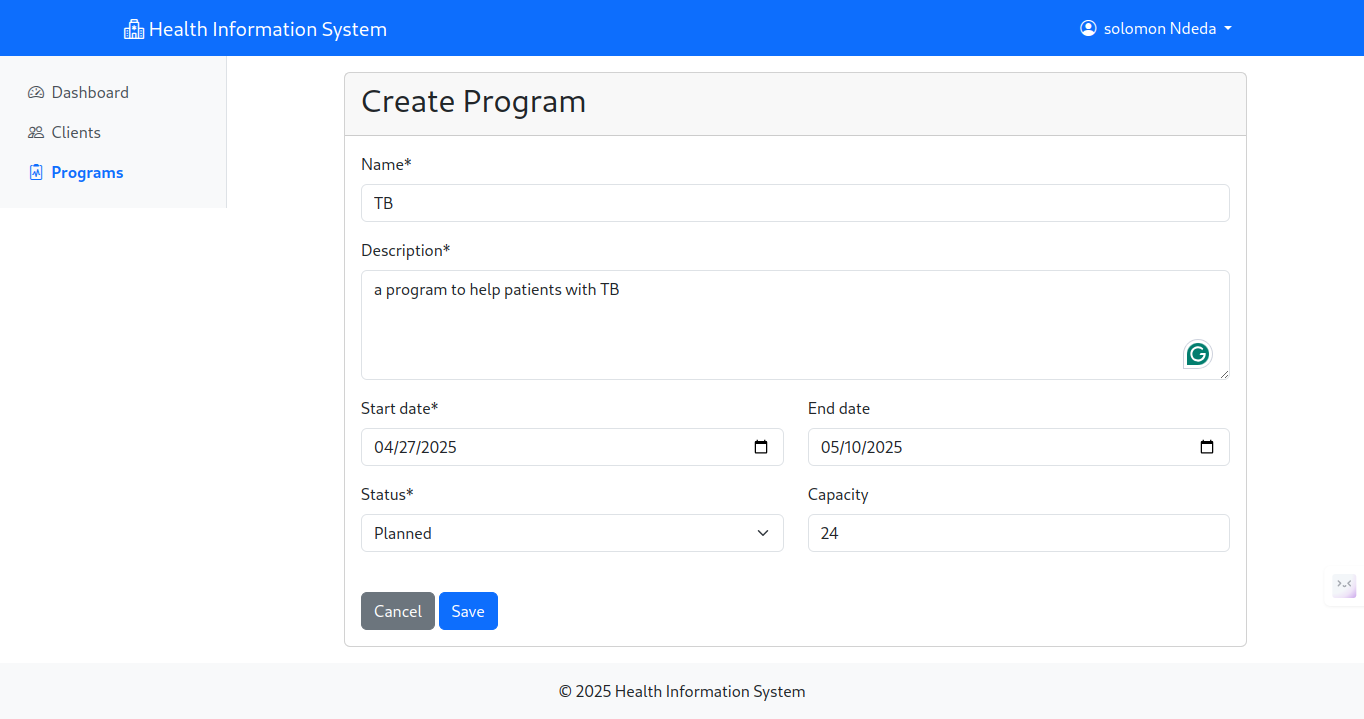 Health Information System
solomon Ndeda
Dashboard
Clients
Programs
Create Program
Name*
TB
Description*
a program to help patients with TB
Start date*
End date
04/27/2025
05/10/2025
Status*
Capacity
Planned
24
Cancel
Save
© 2025 Health Information System